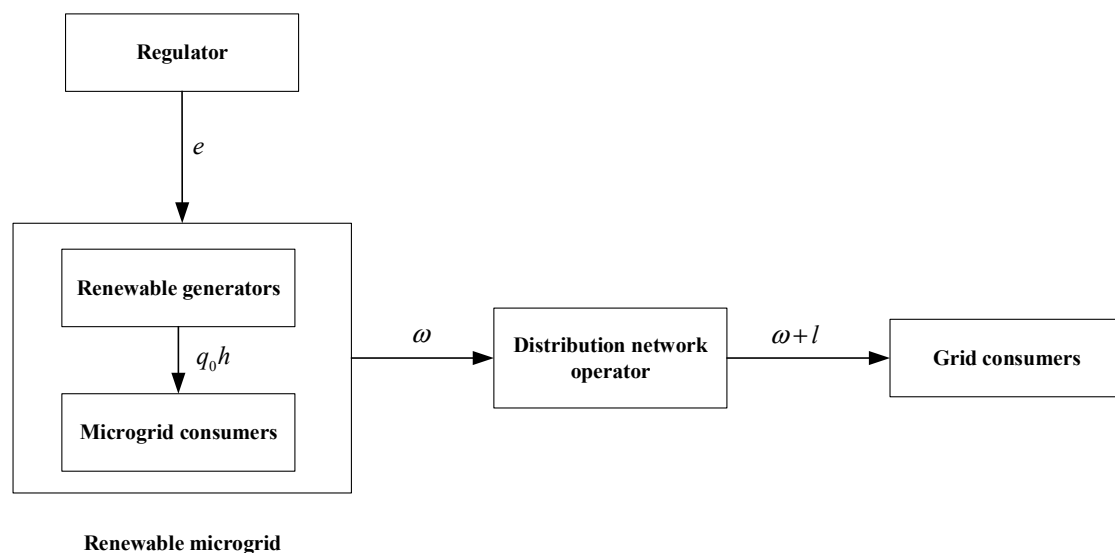 Regulator
e
Renewable generators
q₀h
Microgrid consumers
ω
Distribution network
operator
ω+l
Grid consumers
Renewable microgrid